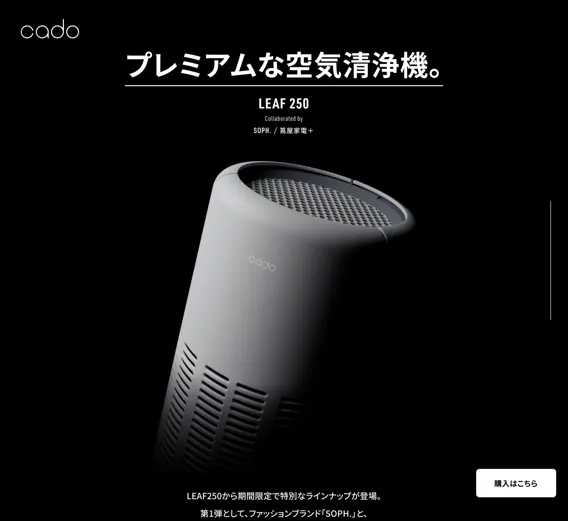 cado
プレミアムな空気清浄機。
LEAF 250
Collaborated by
SOPH. / 蔦屋家電＋
cado
LEAF250から期間限定で特別なラインナップが登場。
第1弾として、ファッションブランド「SOPH.」と、
購入はこちら